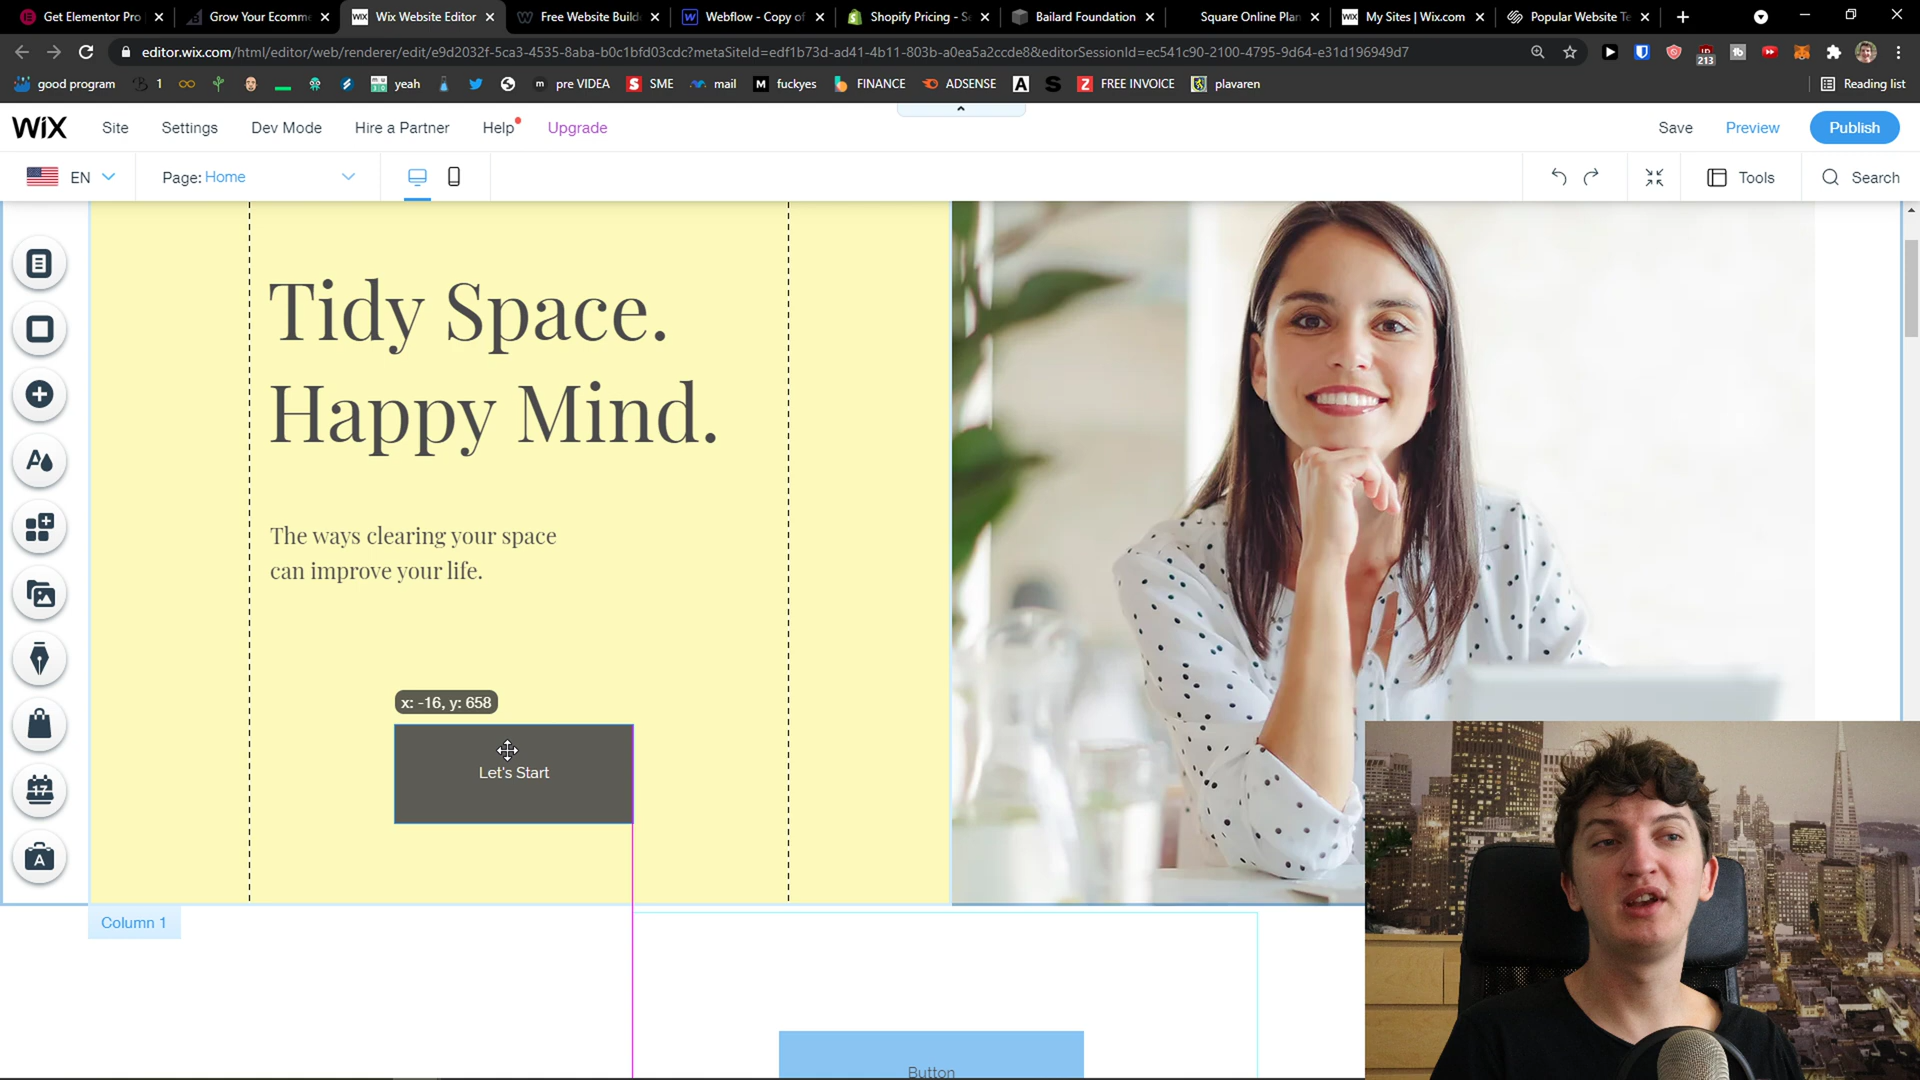 Get Elementor Pro
Grow Your Ecomme
WiX Wix Website Editor
Free Website Build
Webflow - Copy of
Shopify Pricing - S
Bailard Foundation
Square Online Plan
WiX My Sites | Wix.com
Popular Website Te
editor.wix.com/html/editor/web/renderer/edit/e9d2032f-5ca3-4535-8aba-b0c1bfd03cdc?metaSiteId=edf1b73d-ad41-4b11-803b-a0ea5a2ccde8&editorSessionId=ec541c90-2100-4795-9d64-e31d196949d7
213
good program
1
yeah
pre VIDEA
SME
mail
fuckyes
FINANCE
ADSENSE
FREE INVOICE
plavaren
Reading list
WiX
Site
Settings
Dev Mode
Hire a Partner
Help
Upgrade
Save
Preview
Publish
EN
Page: Home
Tools
Search
Tidy Space.
Happy Mind.
The ways clearing your space
can improve your life.
x: -16, y: 658
Let's Start
17
A
Column 1
Button